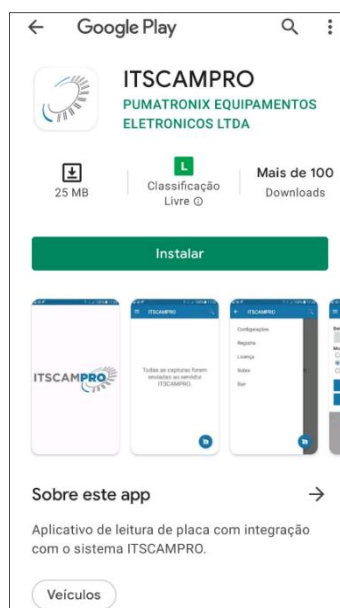 Google Play
ITSCAMPRO
PUMATRONIX EQUIPAMENTOS
ELETRONICOS LTDA
25 MB
L
Classificação
Livre
Mais de 100
Downloads
Instalar
ITSCAMPRO
ITSCAMPRO
Todas as capturas foram
enviadas ao servidor
ITSCAMPRO.
ITSCAMPRO
Configurações
Registro
Licença
Sobre
Sair
Sobre este app
Aplicativo de leitura de placa com integração
com o sistema ITSCAMPRO.
Veículos